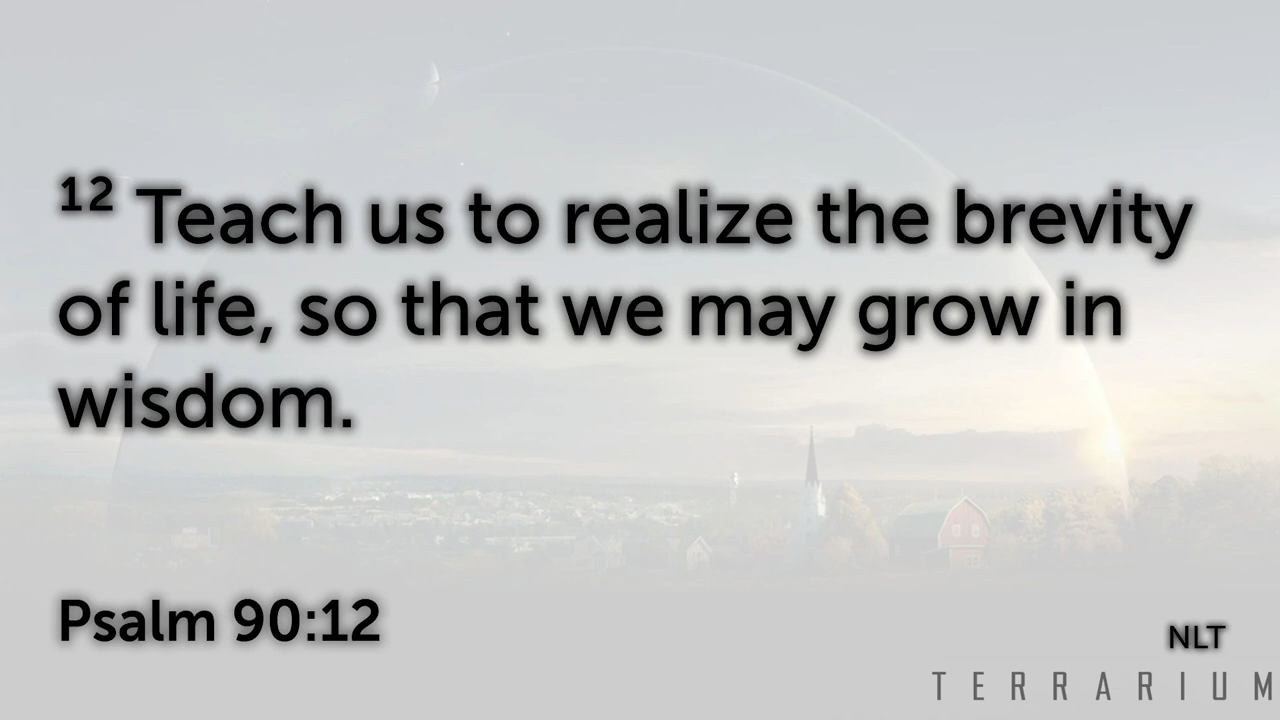 12 Teach us to realize the brevity
of life, so that we may grow in
wisdom.
Psalm 90:12
NLT
TERRARIUM